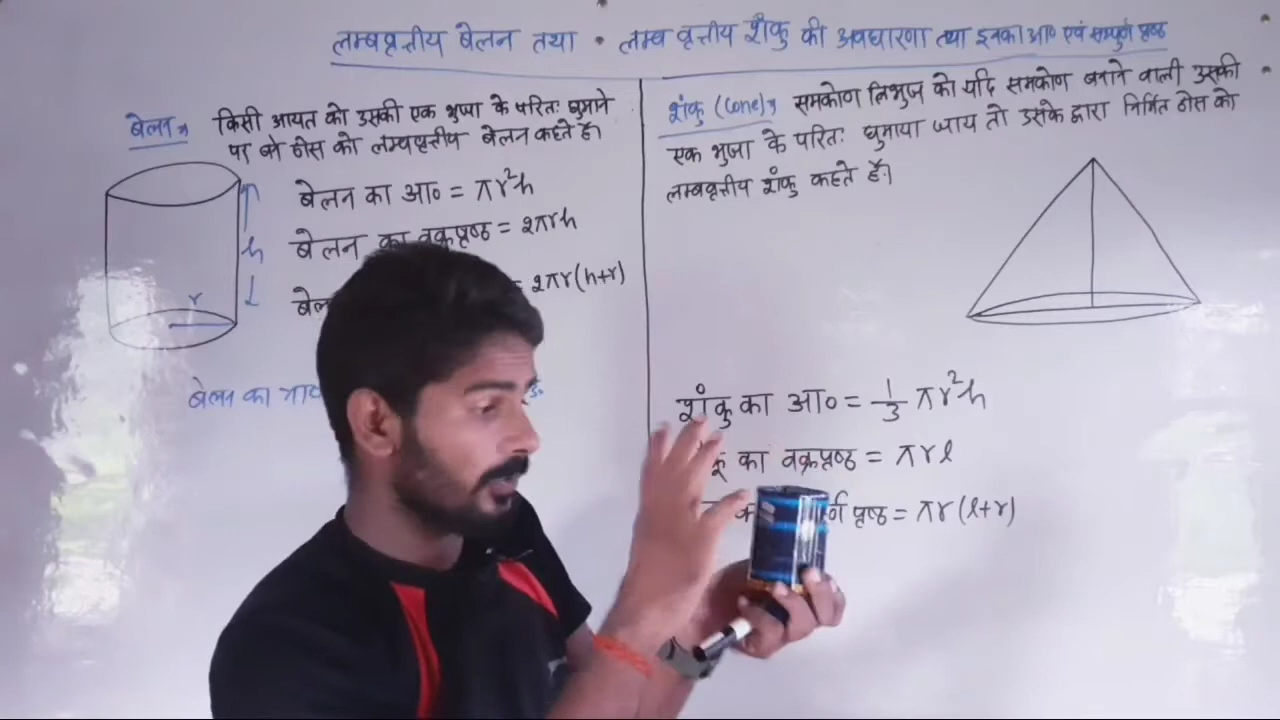 लम्बवृत्तीय बेलन तथा • लम्ब वृत्तीय शंकु की अवधारणा तथा इनका आ० एवं सम्पूर्ण पृष्ठ
बेलन→ किसी आयत को उसकी एक भुजा के परितः घुमाने
पर बने ठोस को लम्बवृत्तीय बेलन कहते हैं।
बेलन का आ० = πr²h
बेलन का वक्रपृष्ठ = 2πrh
= 2πr(h+r)
h
r
बेलन का
शंकु (Cone)→ समकोण त्रिभुज को यदि समकोण बनाने वाली उसकी
एक भुजा के परितः घुमाया जाय तो उसके द्वारा निर्मित ठोस को
लम्बवृत्तीय शंकु कहते हैं।
शंकु का आ० = 1/3 πr²h
का वक्रपृष्ठ = πrl
पृष्ठ = πr(l+r)